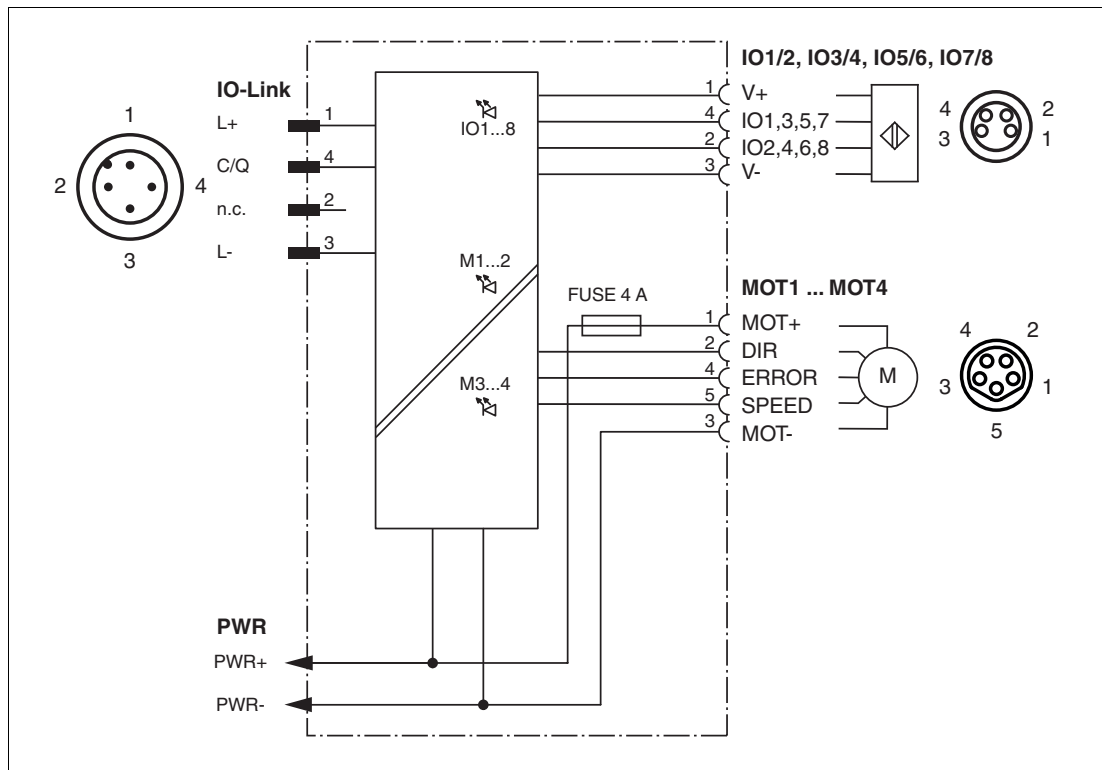 IO-Link
1
2
4
3
L+
1
C/Q
4
n.c.
2
L-
3
IO1...8
M1...2
M3...4
FUSE 4 A
IO1/2, IO3/4, IO5/6, IO7/8
1 V+
4 IO1,3,5,7
2 IO2,4,6,8
3 V-
4 2
3 1
MOT1 ... MOT4
1 MOT+
2 DIR
4 ERROR
5 SPEED
3 MOT-
M
4 2
3 1
5
PWR
PWR+
PWR-